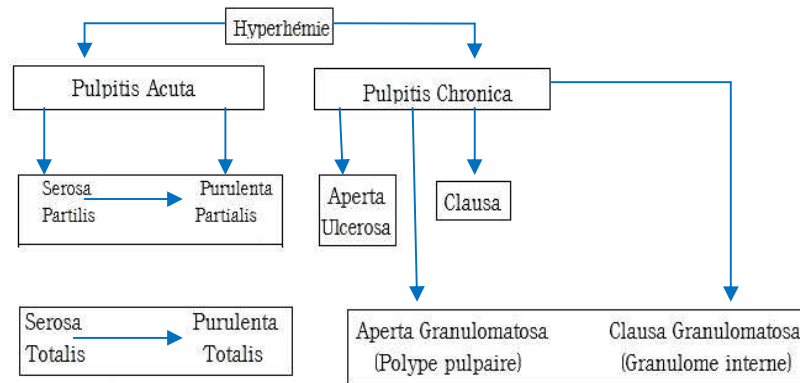 Hyperhémie
Pulpitis Acuta
Pulpitis Chronica
Serosa
Partilis
Purulenta
Partialis
Aperta
Ulcerosa
Clausa
Serosa
Totalis
Purulenta
Totalis
Aperta Granulomatosa
(Polype pulpaire)
Clausa Granulomatosa
(Granulome interne)